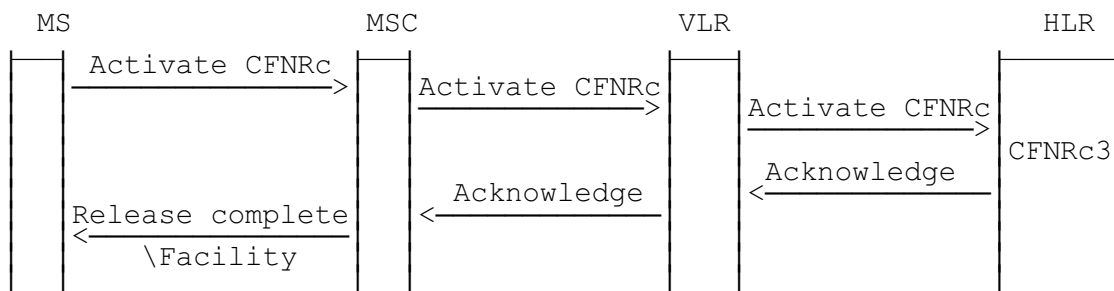 MS MSC VLR HLR
Activate CFNRc
Activate CFNRc
Activate CFNRc
CFNRc3
Acknowledge
Acknowledge
Release complete
\Facility